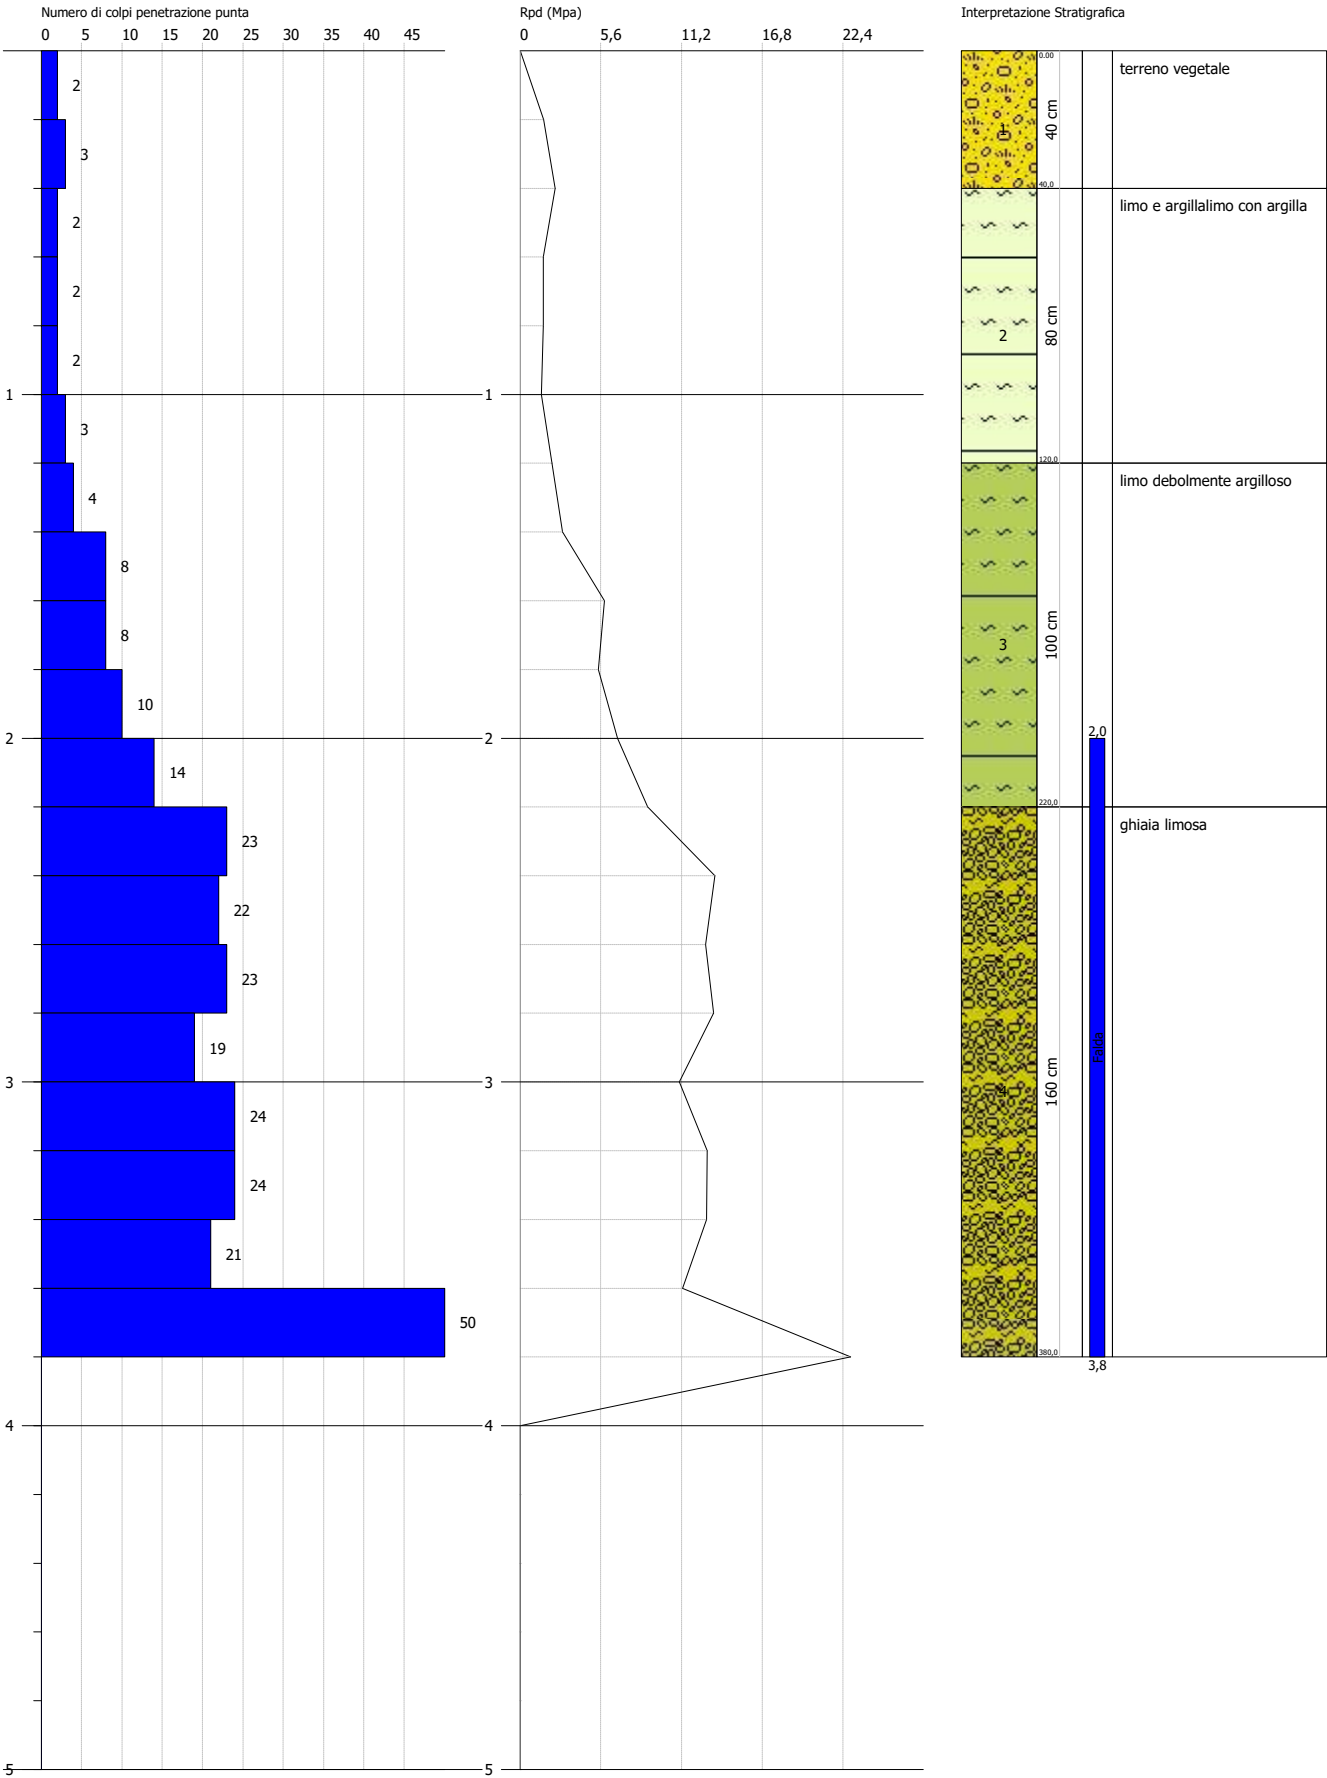 Numero di colpi penetrazione punta
0 5 10 15 20 25 30 35 40 45
2
3
2
2
2
1
3
4
8
8
10
2
14
23
22
23
19
3
24
24
21
50
4
5
Rpd (Mpa)
0 5,6 11,2 16,8 22,4
1
2
3
4
5
Interpretazione Stratigrafica
0.00
terreno vegetale
1
40 cm
40,0
limo e argillalimo con argilla
2
80 cm
120,0
limo debolmente argilloso
3
100 cm
2,0
220,0
ghiaia limosa
Falda
4
160 cm
380,0
3,8